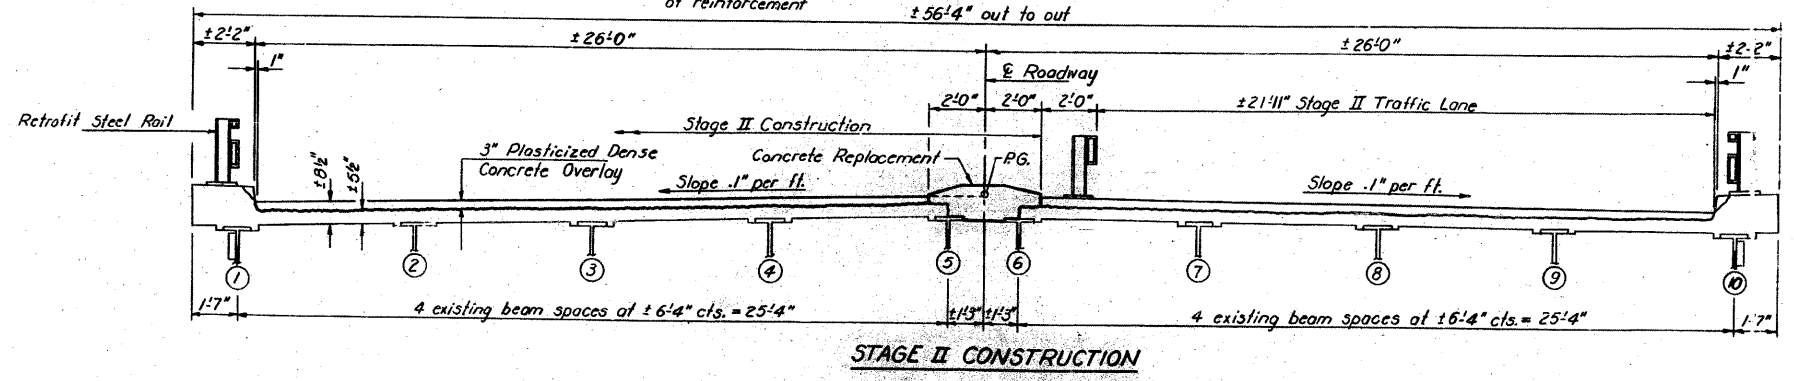 of reinforcement
±56'-4" out to out
±2'-2" ±26'-0" ±26'-0" ±2'-2"
1" ℄ Roadway 1"
2'-0" 2'-0" 2'-0" ±21'-11" Stage II Traffic Lane
Retrofit Steel Rail
Stage II Construction
3" Plasticized Dense
Concrete Overlay
Concrete Replacement
P.G.
±8½" ±5½"
Slope .1" per ft. Slope .1" per ft.
1 2 3 4 5 6 7 8 9 10
1'-7" 4 existing beam spaces at ±6'-4" cts. = 25'-4" ±1'-3" ±1'-3" 4 existing beam spaces at ±6'-4" cts. = 25'-4" 1'-7"
STAGE II CONSTRUCTION